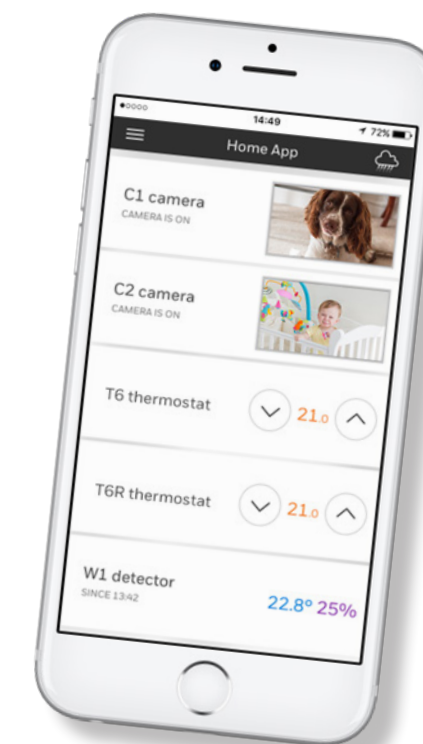 14:49
72%
Home App
C1 camera
CAMERA IS ON
C2 camera
CAMERA IS ON
T6 thermostat
21.0
T6R thermostat
21.0
W1 detector
SINCE 13:42
22.8° 25%